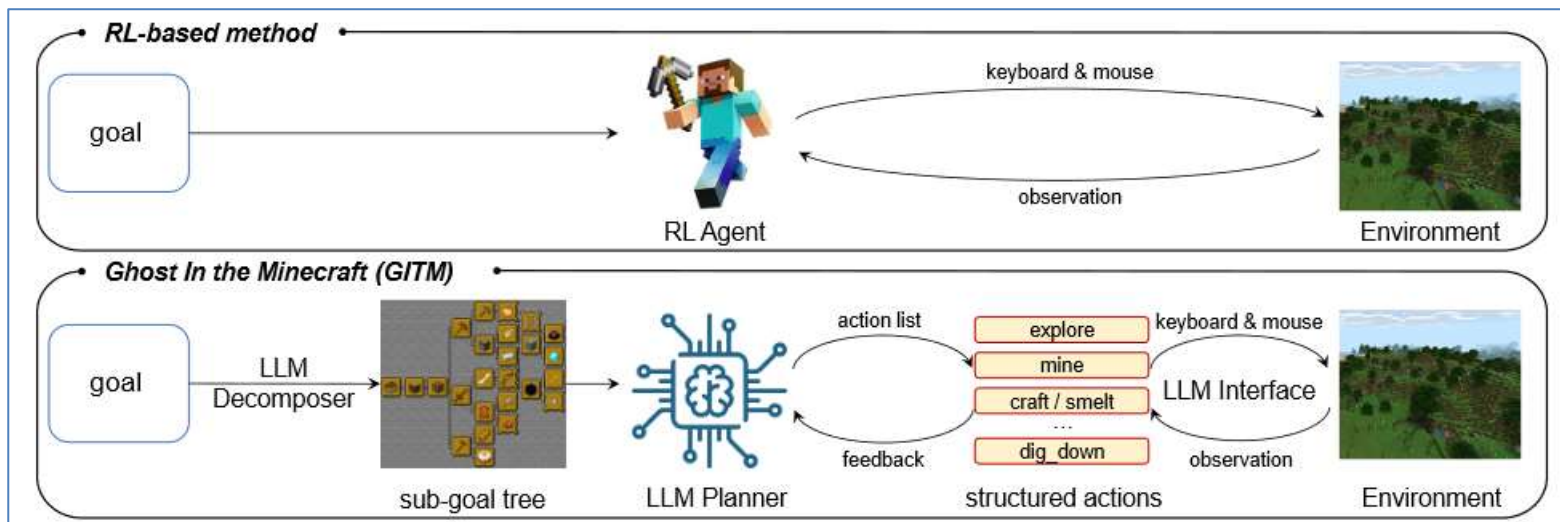 RL-based method
goal
keyboard & mouse
observation
RL Agent
Environment
Ghost In the Minecraft (GITM)
goal
LLM
Decomposer
sub-goal tree
LLM Planner
action list
feedback
explore
mine
craft / smelt
...
dig_down
structured actions
keyboard & mouse
LLM Interface
observation
Environment